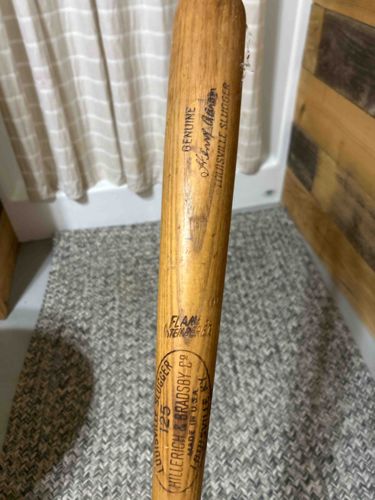 GENUINE
Henry Aaron
LOUISVILLE SLUGGER
FLAME
TEMPERED
LOUISVILLE SLUGGER
125
HILLERICH & BRADSBY CO
MADE IN U.S.A.
LOUISVILLE KY